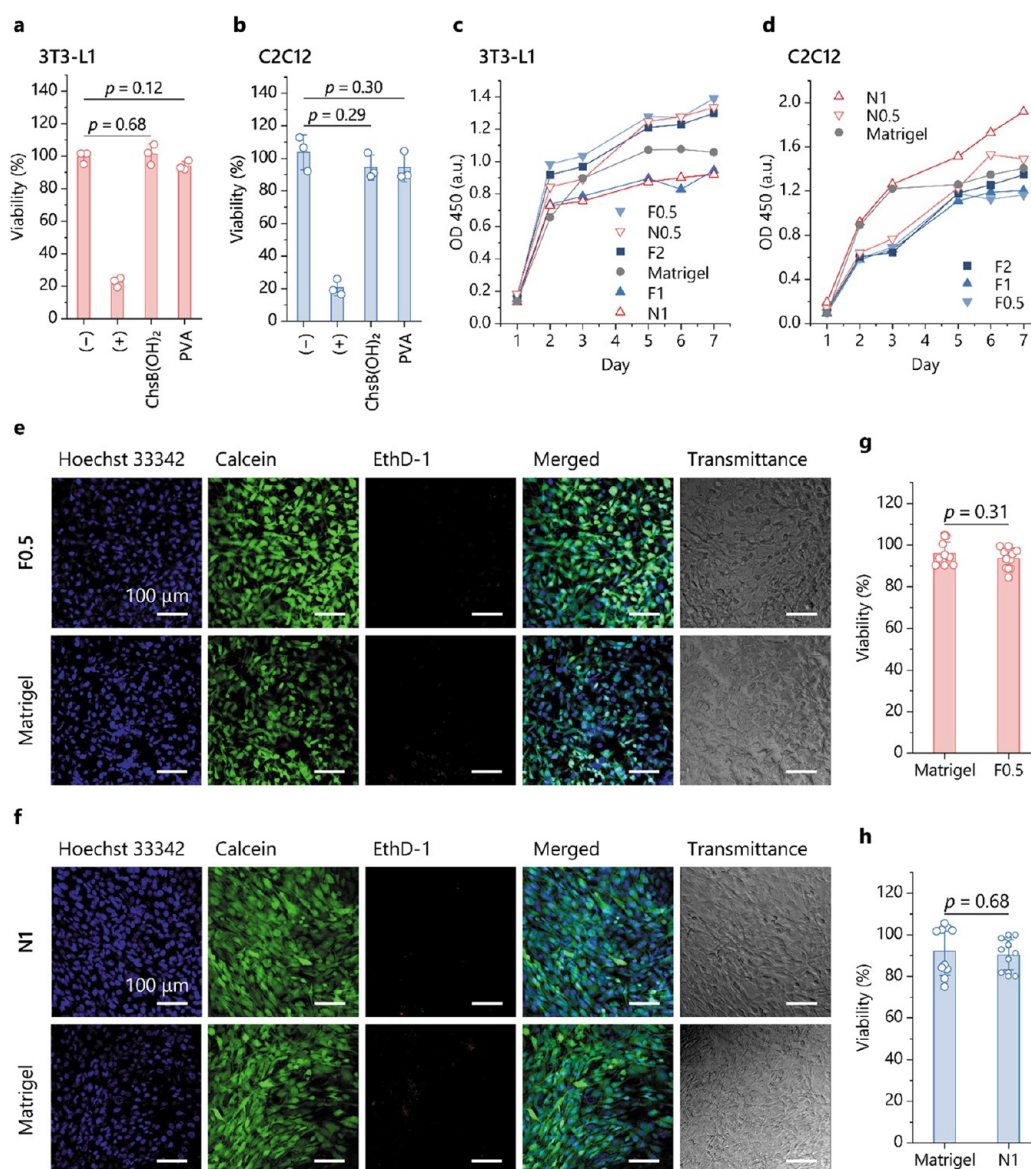 a
3T3-L1
p = 0.12
p = 0.68
Viability (%)
140
120
100
80
60
40
20
0
(−)
(+)
ChsB(OH)2
PVA
b
C2C12
p = 0.30
p = 0.29
Viability (%)
140
120
100
80
60
40
20
0
(−)
(+)
ChsB(OH)2
PVA
c
3T3-L1
OD 450 (a.u.)
1.4
1.2
1.0
0.8
0.6
0.4
0.2
0.0
F0.5
N0.5
F2
Matrigel
F1
N1
1 2 3 4 5 6 7
Day
d
C2C12
OD 450 (a.u.)
2.0
1.6
1.2
0.8
0.4
0.0
N1
N0.5
Matrigel
F2
F1
F0.5
1 2 3 4 5 6 7
Day
e
Hoechst 33342 Calcein EthD-1 Merged Transmittance
F0.5
100 µm
Matrigel
f
Hoechst 33342 Calcein EthD-1 Merged Transmittance
N1
100 µm
Matrigel
g
p = 0.31
Viability (%)
120
100
80
60
40
20
0
Matrigel F0.5
h
p = 0.68
Viability (%)
120
100
80
60
40
20
0
Matrigel N1